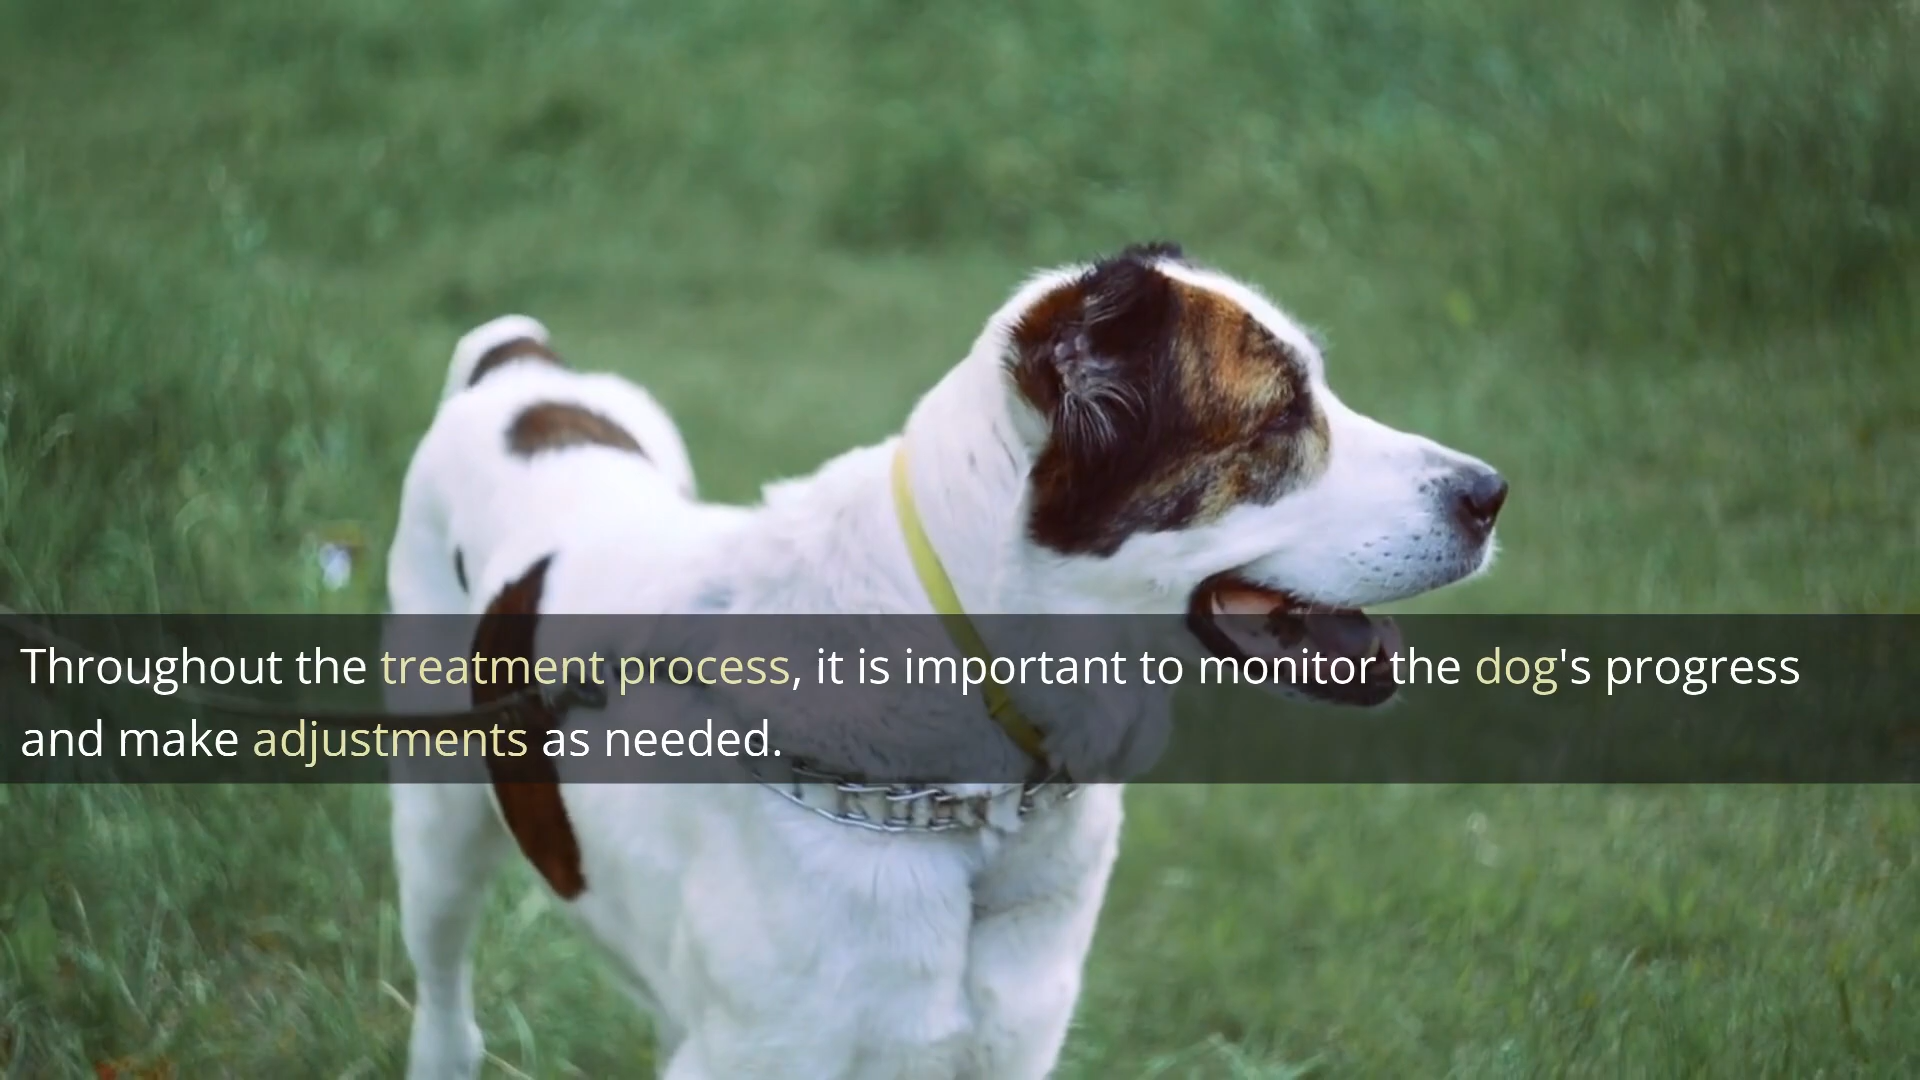 Throughout the treatment process, it is important to monitor the dog's progress
and make adjustments as needed.